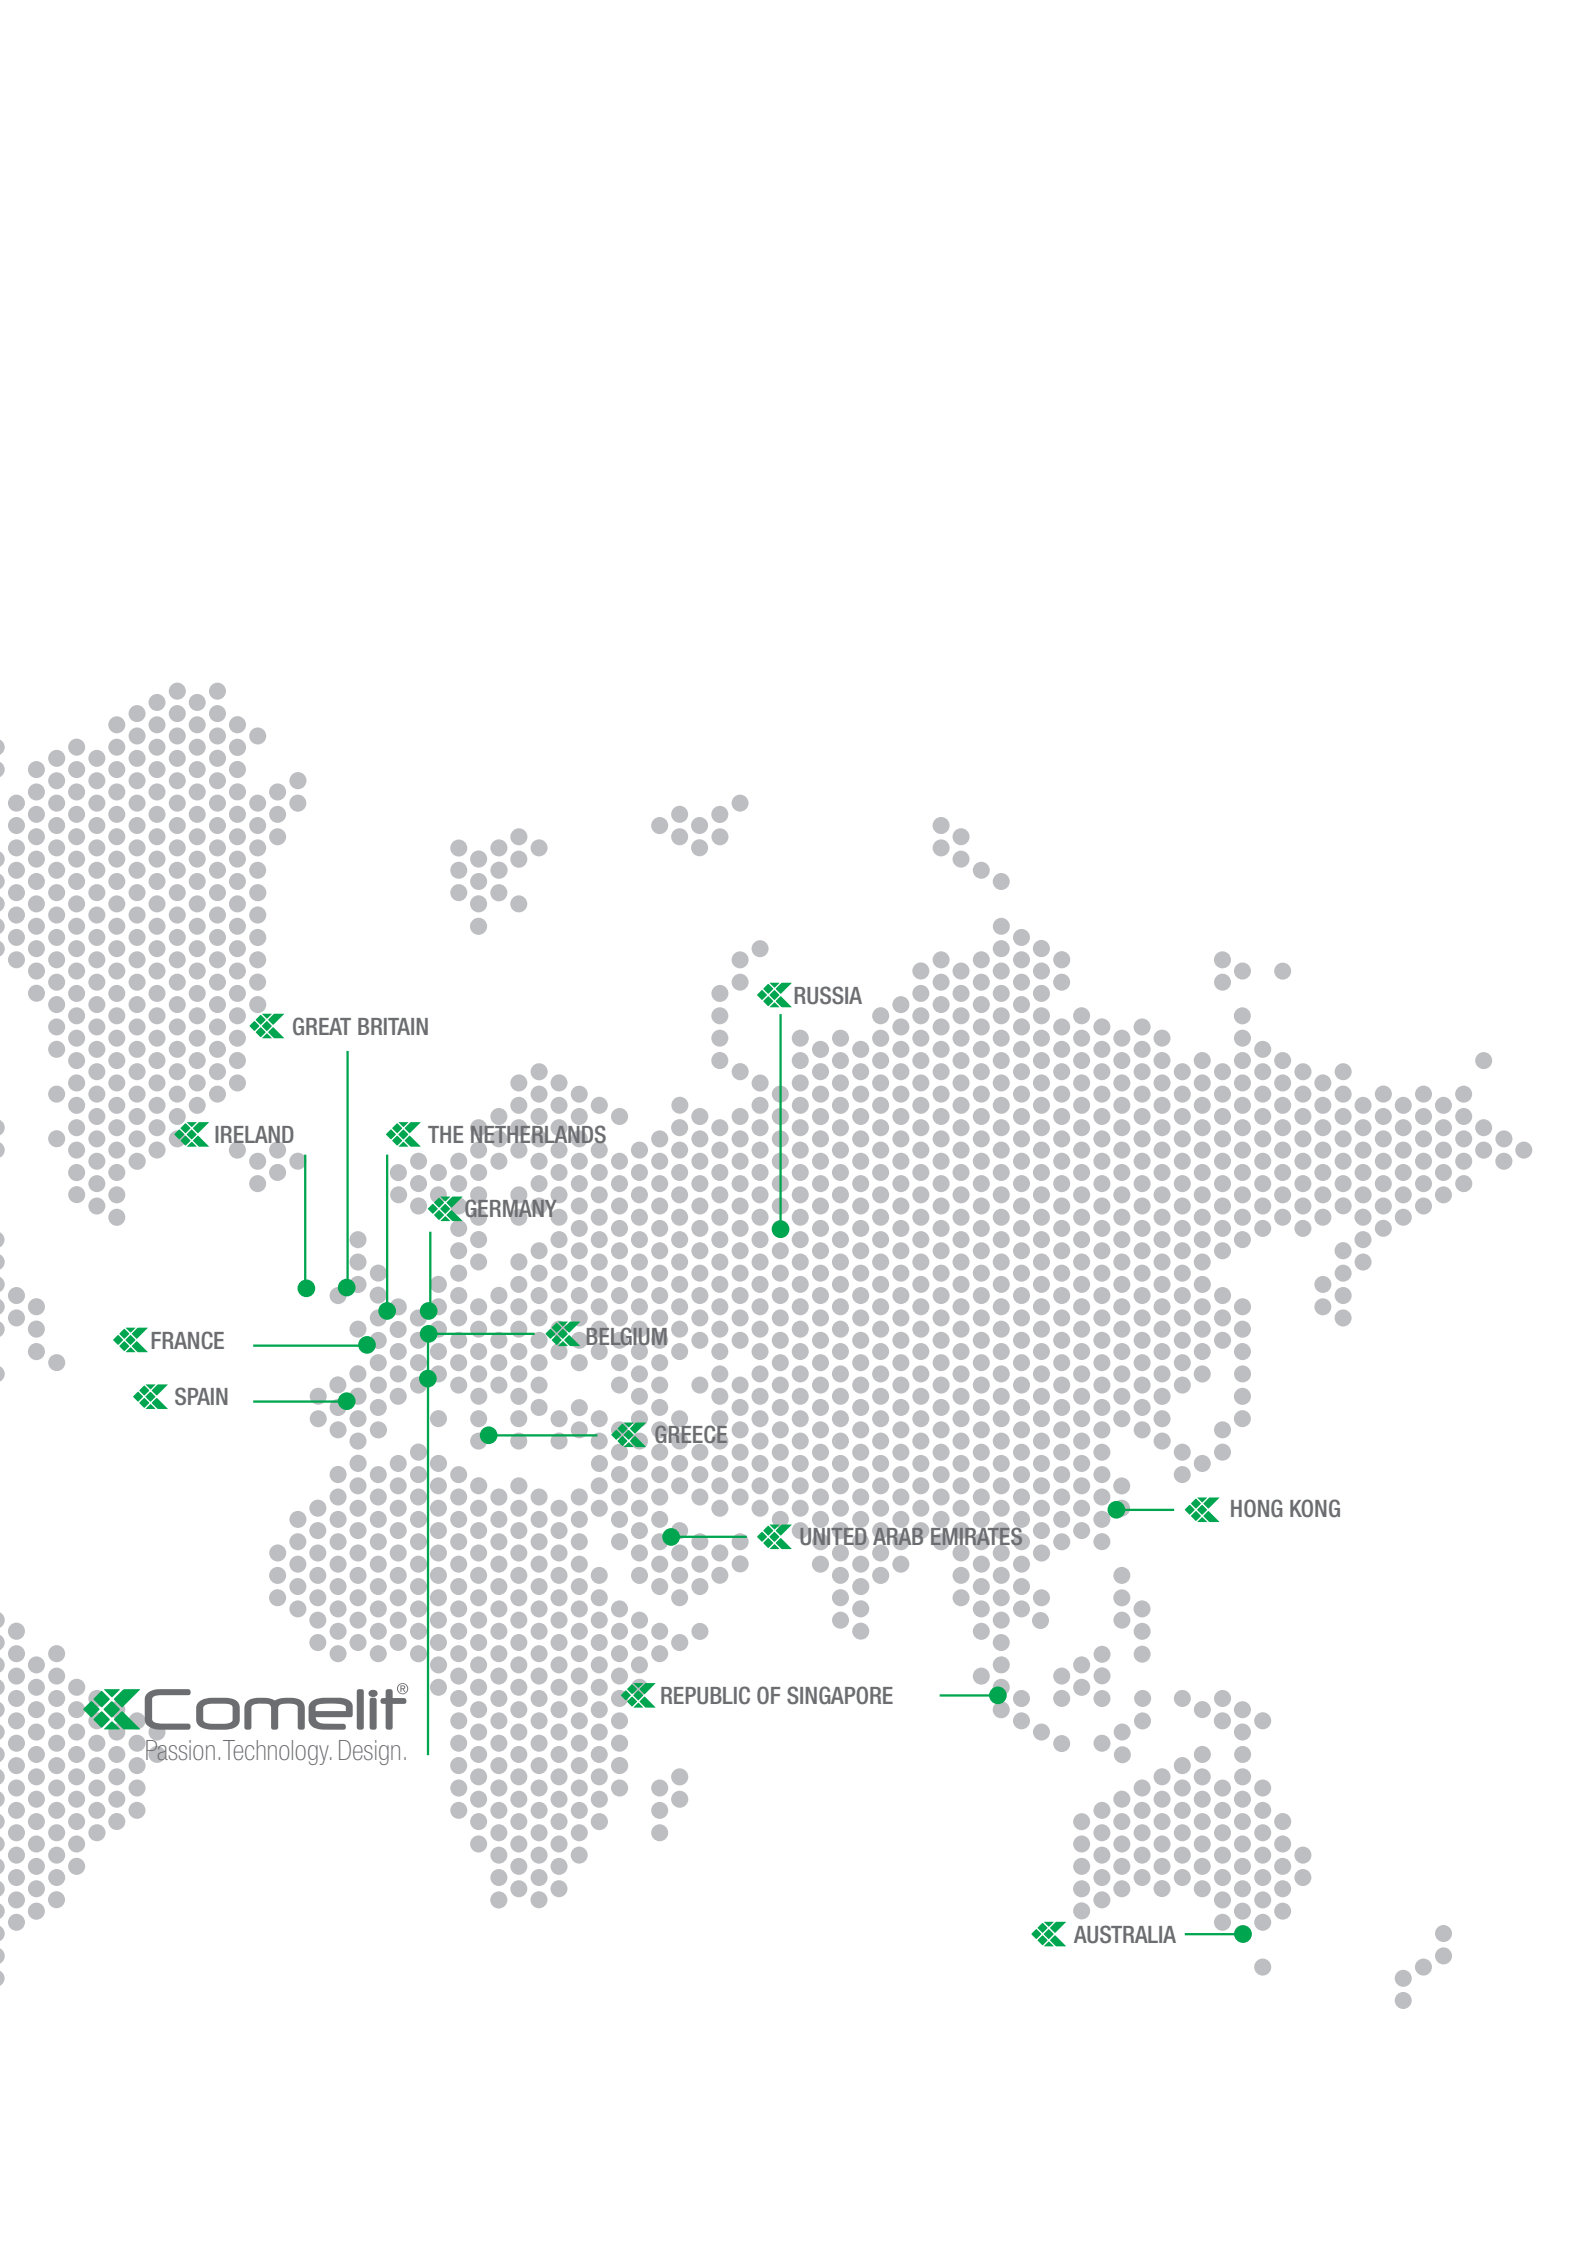 RUSSIA
GREAT BRITAIN
IRELAND
THE NETHERLANDS
GERMANY
BELGIUM
FRANCE
SPAIN
GREECE
HONG KONG
UNITED ARAB EMIRATES
Comelit®
Passion. Technology. Design.
REPUBLIC OF SINGAPORE
AUSTRALIA